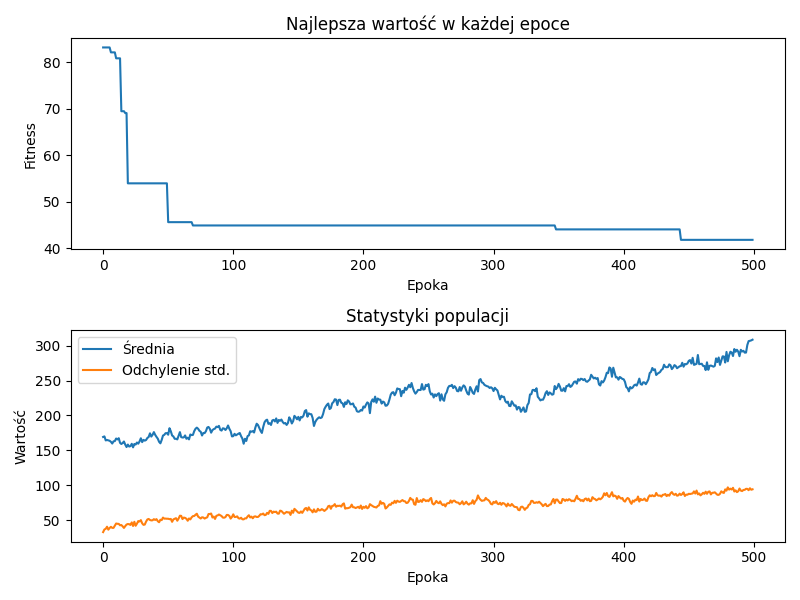 Najlepsza wartość w każdej epoce
80
70
60
50
40
Fitness
0 100 200 300 400 500
Epoka
Statystyki populacji
Średnia
Odchylenie std.
300
250
200
150
100
50
Wartość
0 100 200 300 400 500
Epoka